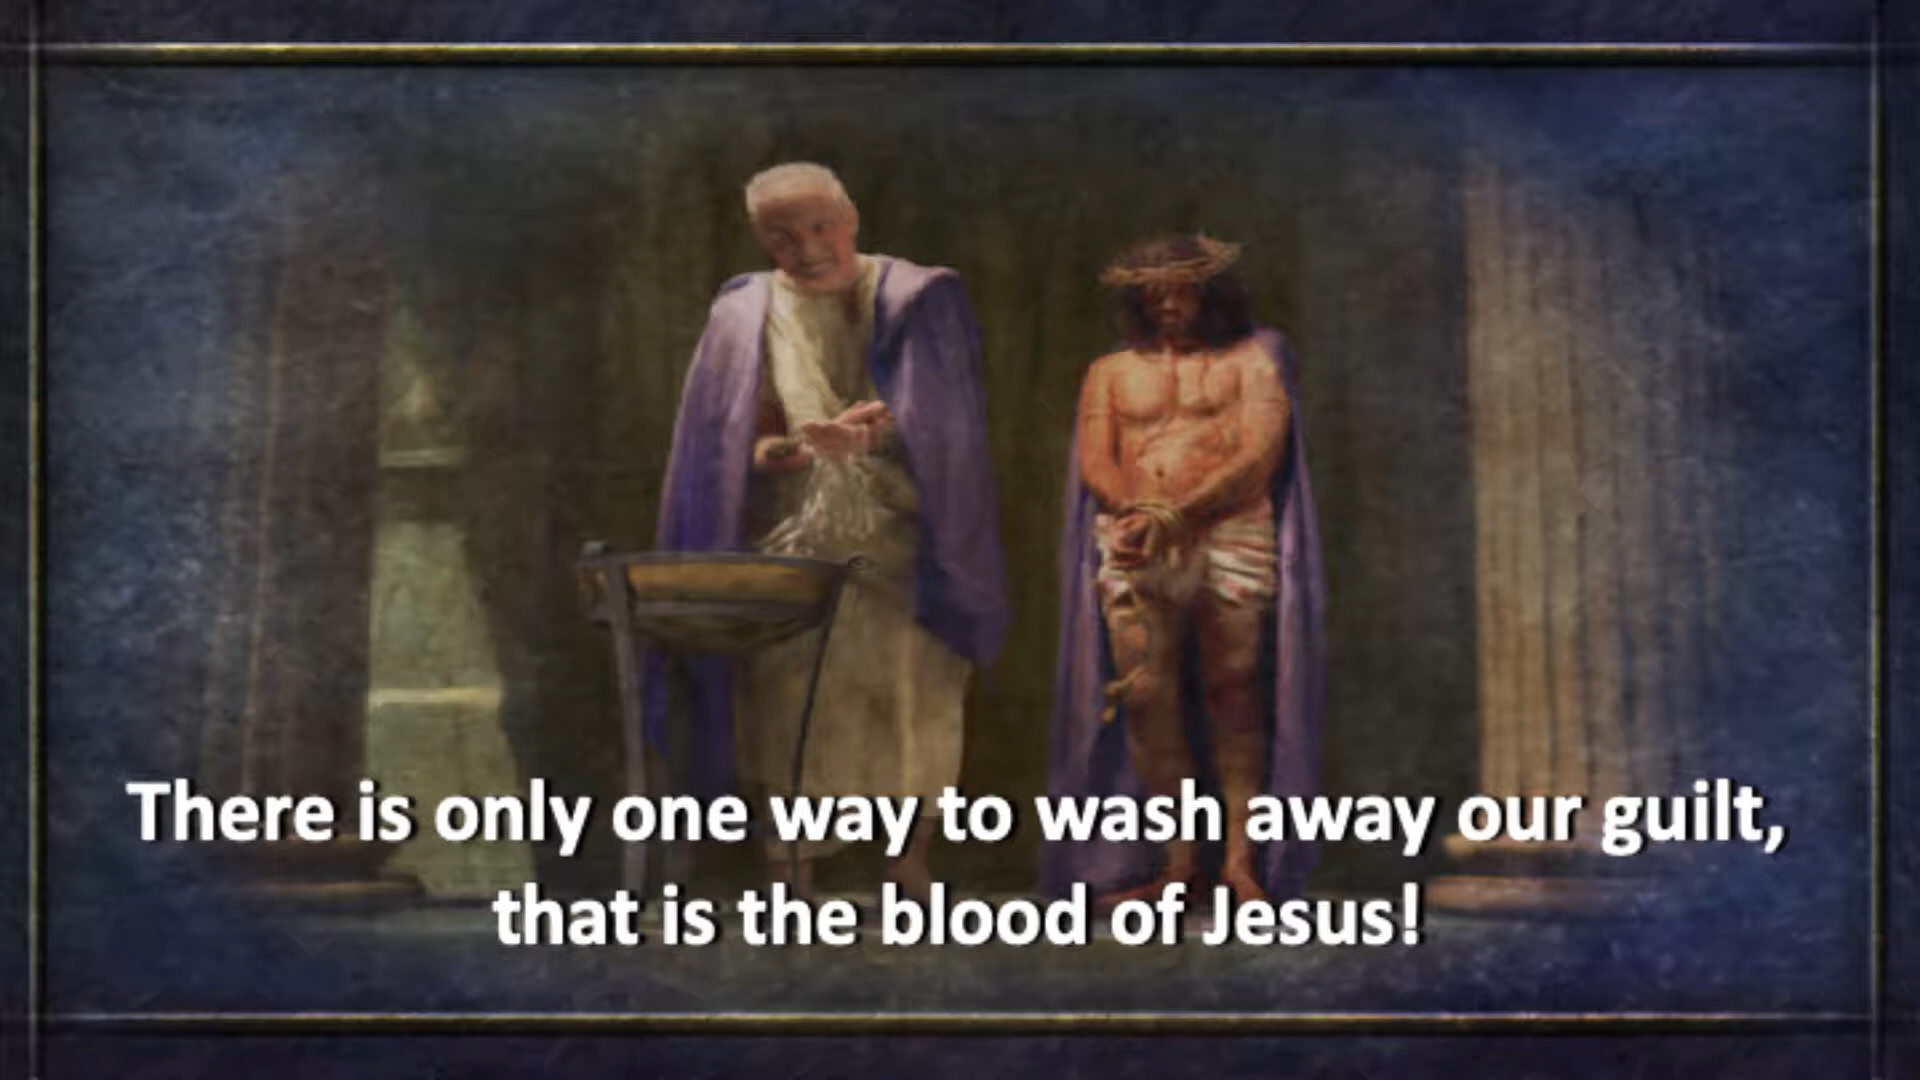 There is only one way to wash away our guilt,
that is the blood of Jesus!